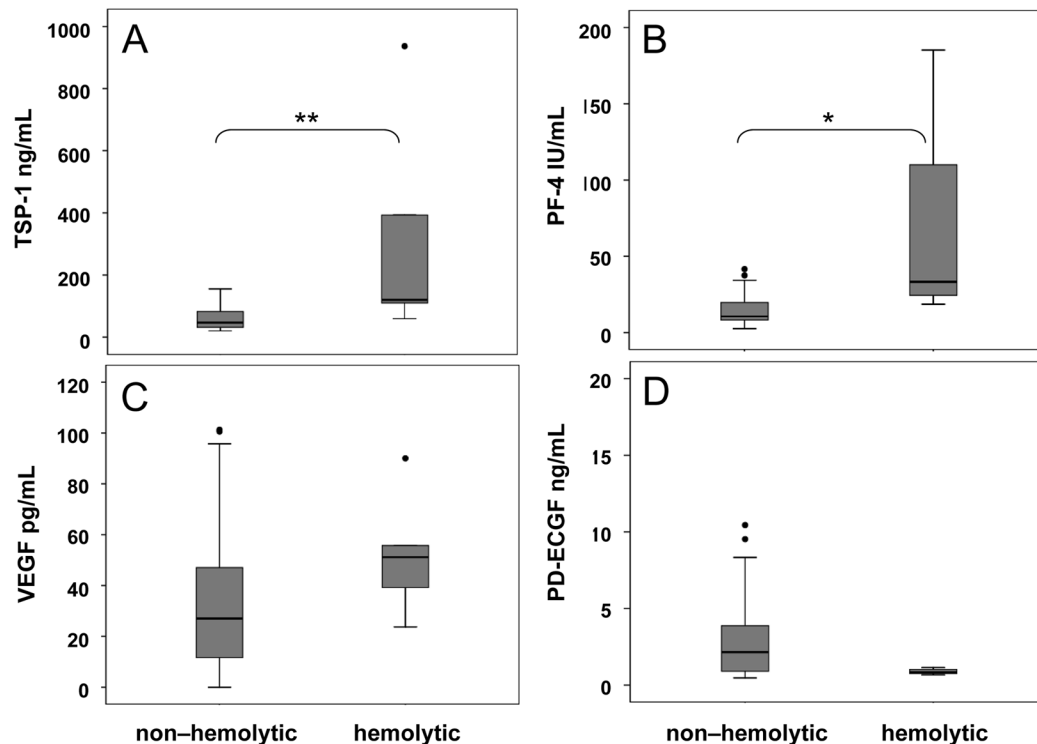 A
TSP-1 ng/mL
1000
800
600
400
200
0
**
B
PF-4 IU/mL
200
150
100
50
0
*
C
VEGF pg/mL
120
100
80
60
40
20
0
non–hemolytic hemolytic
D
PD-ECGF ng/mL
20
15
10
5
0
non–hemolytic hemolytic